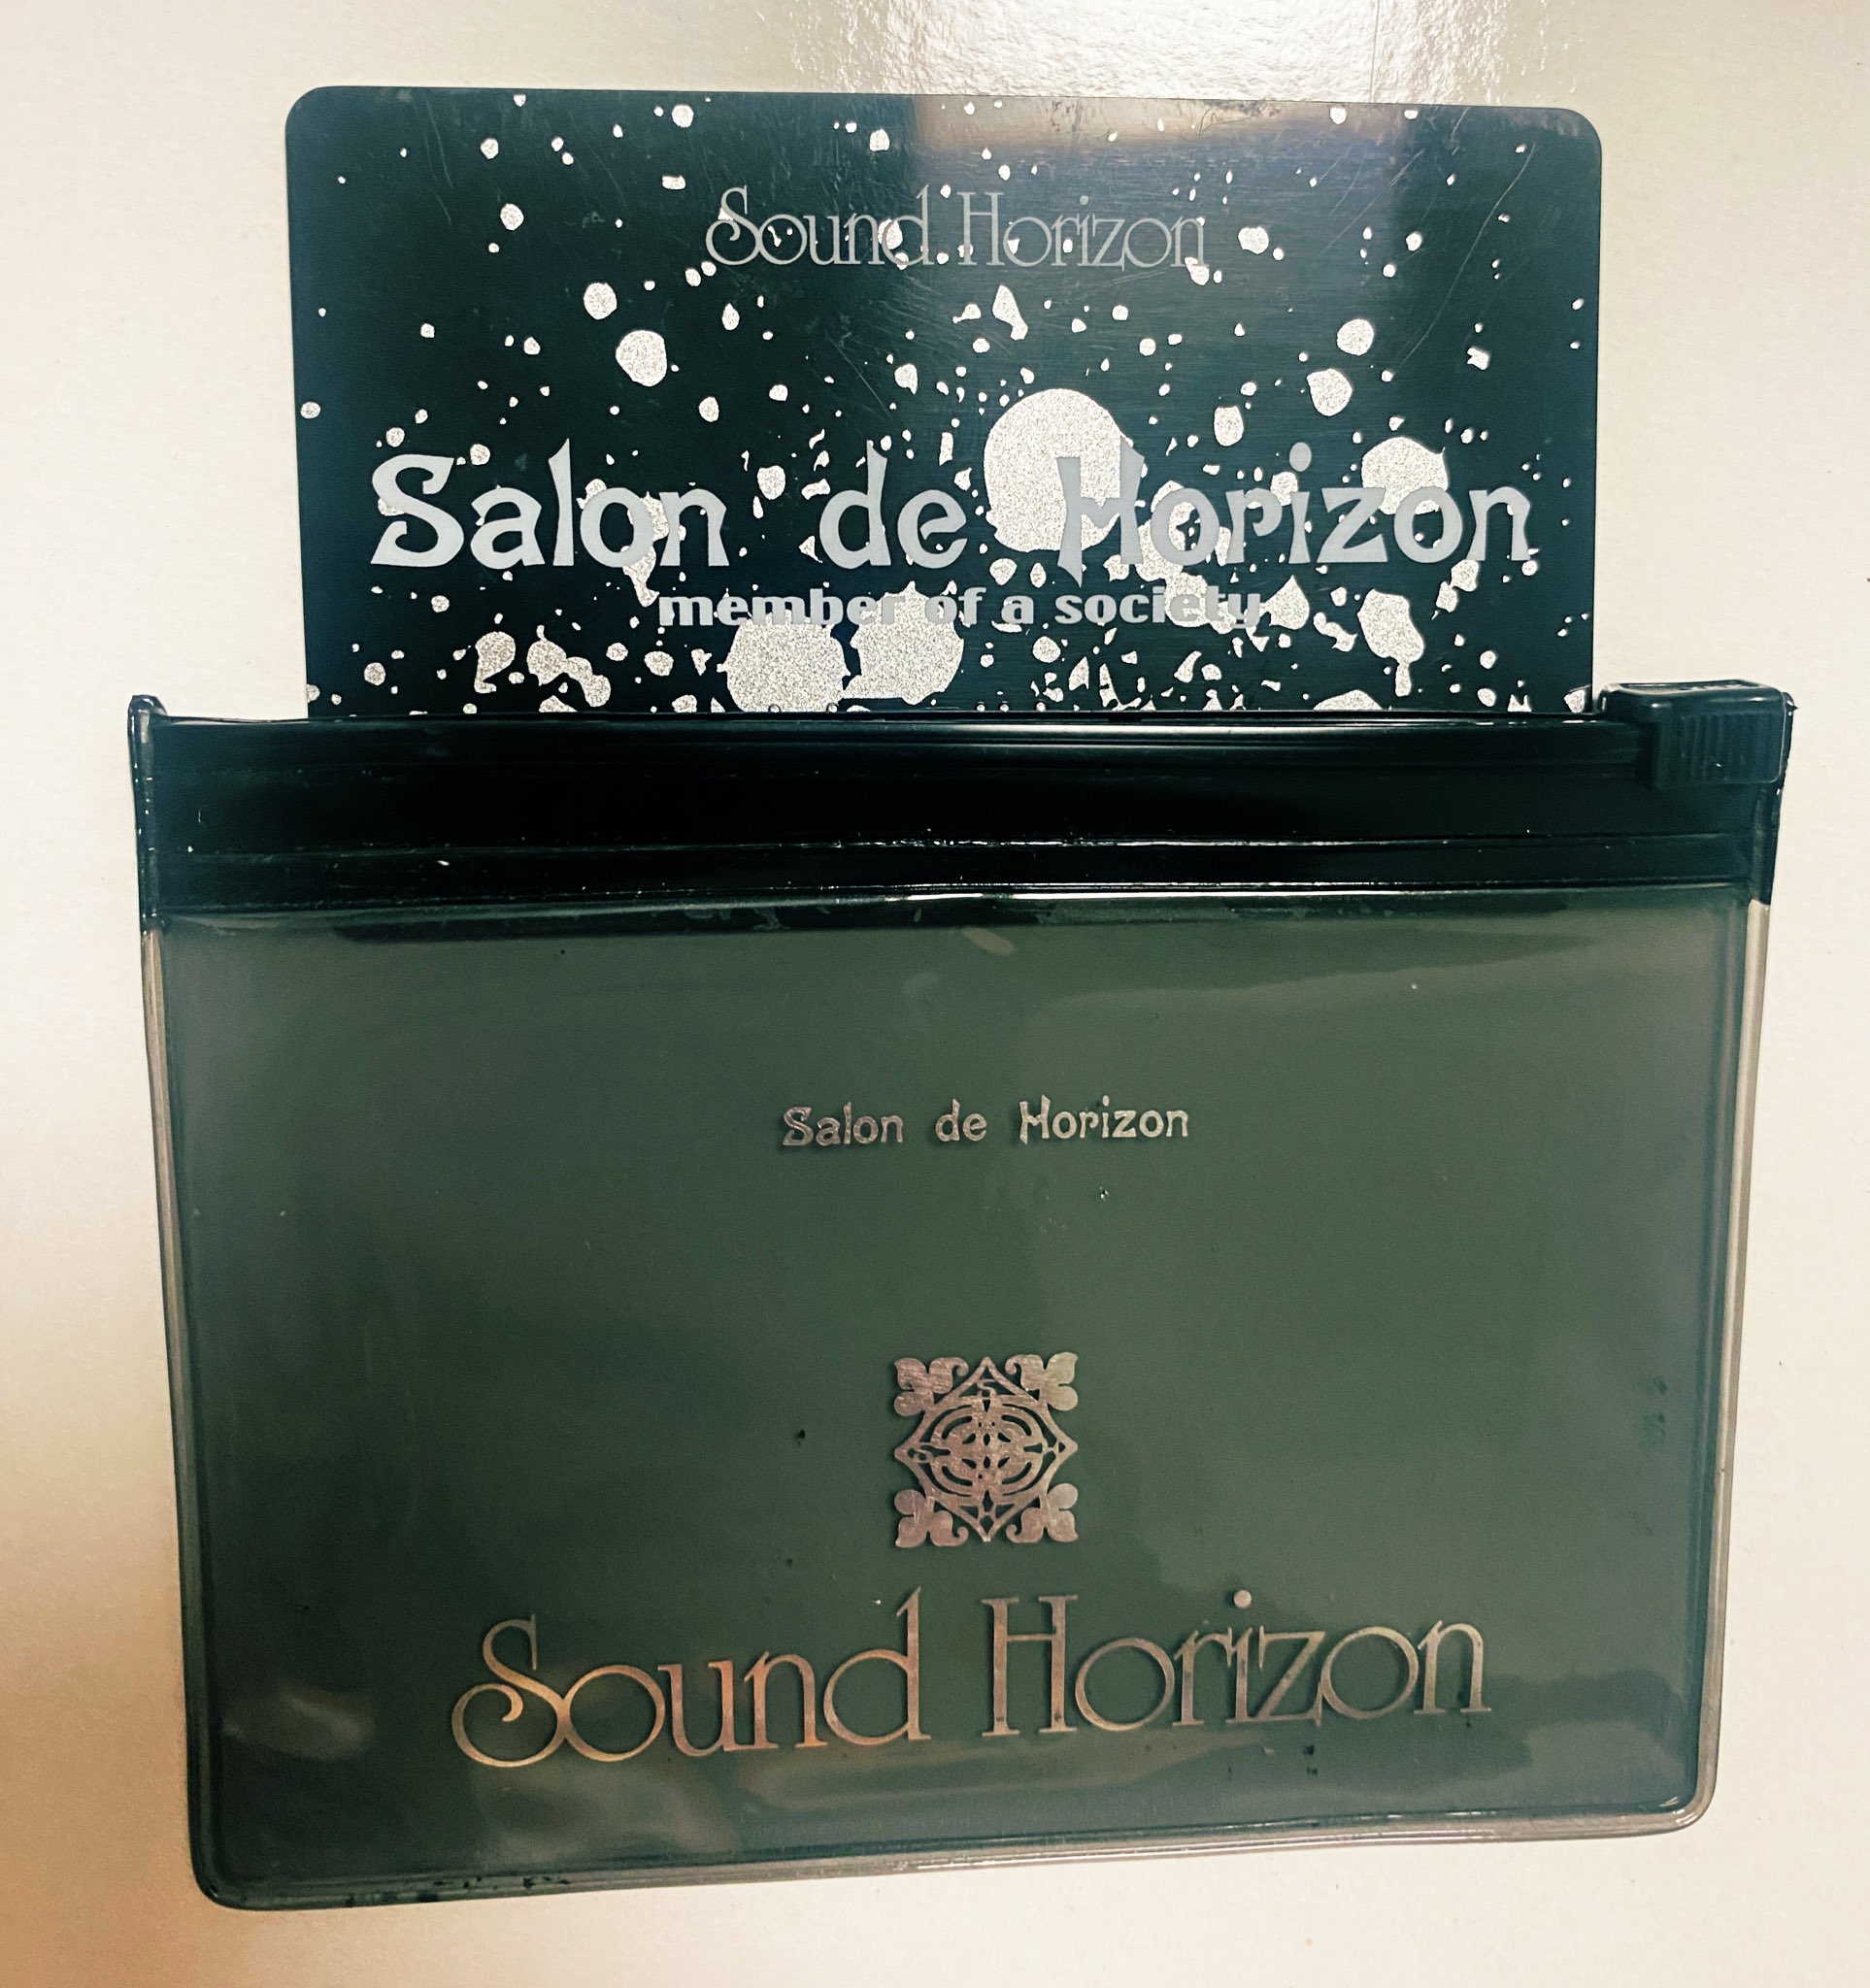 Sound Horizon
Salon de Horizon
member of a society
Salon de Horizon
Sound Horizon